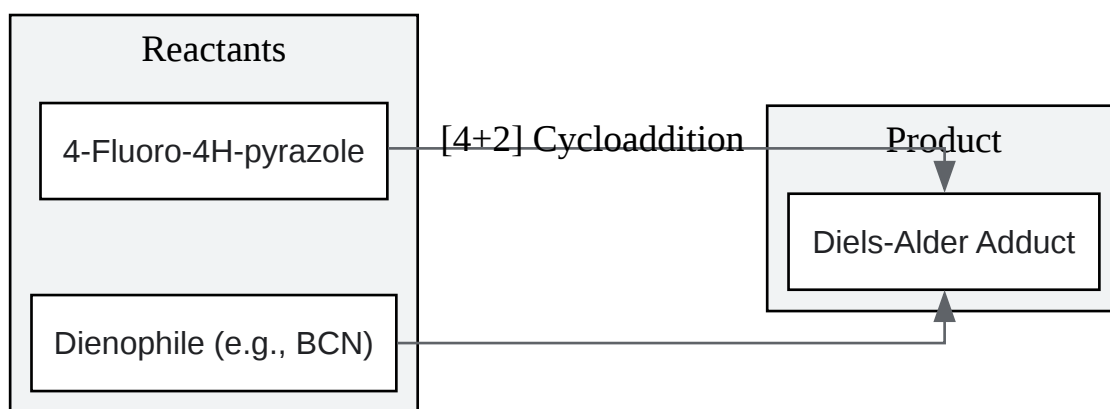 Reactants
4-Fluoro-4H-pyrazole
[4+2] Cycloaddition
Product
Diels-Alder Adduct
Dienophile (e.g., BCN)